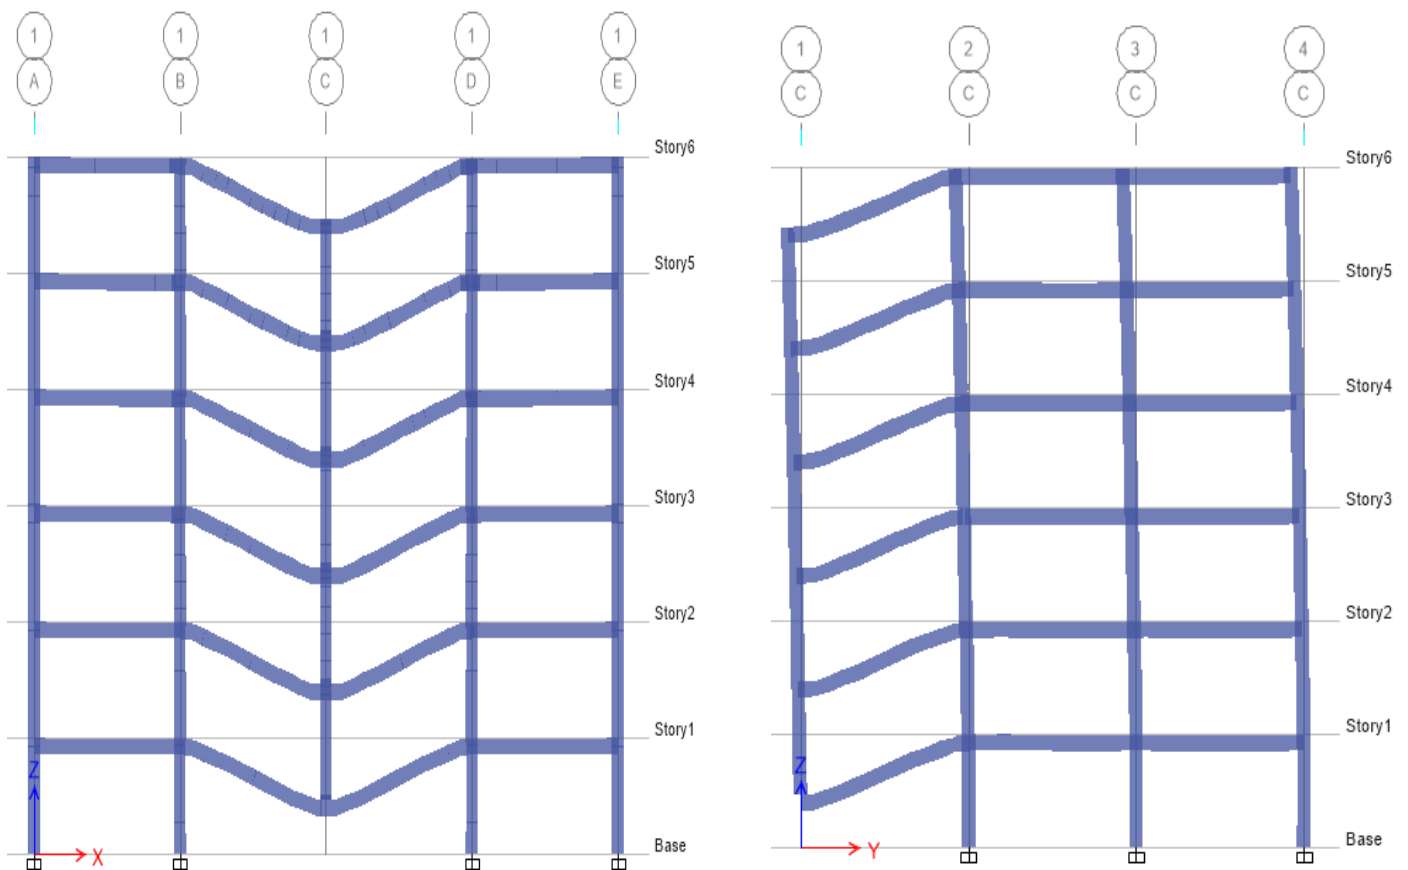 1 1 1 1 1
A B C D E
Story6
Story5
Story4
Story3
Story2
Story1
Z
Base
X
1 2 3 4
C C C C
Story6
Story5
Story4
Story3
Story2
Story1
Z
Base
Y